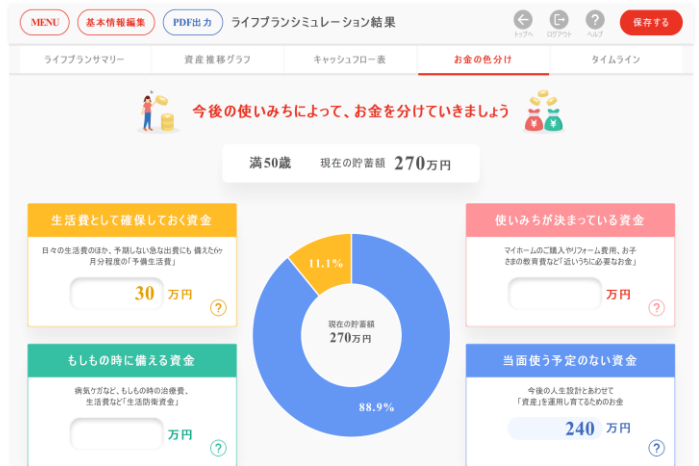 MENU 基本情報編集 PDF出力 ライフプランシミュレーション結果 トップへ ログアウト ? ヘルプ 保存する
ライフプランサマリー 資産推移グラフ キャッシュフロー表 お金の色分け タイムライン
今後の使いみちによって、お金を分けていきましょう
満50歳 現在の貯蓄額 270万円
生活費として確保しておく資金
日々の生活費のほか、予期しない急な出費にも 備えた6ヶ
月分程度の「予備生活費」
30 万円
?
使いみちが決まっている資金
マイホームのご購入やリフォーム費用、お子
さまの教育費など「近いうちに必要なお金」
万円
?
11.1%
現在の貯蓄額
270万円
88.9%
もしもの時に備える資金
病気ケガなど、もしもの時の治療費、
生活費など「生活防衛資金」
万円
?
当面使う予定のない資金
今後の人生設計とあわせて
「資産」を運用し育てるためのお金
240 万円
?